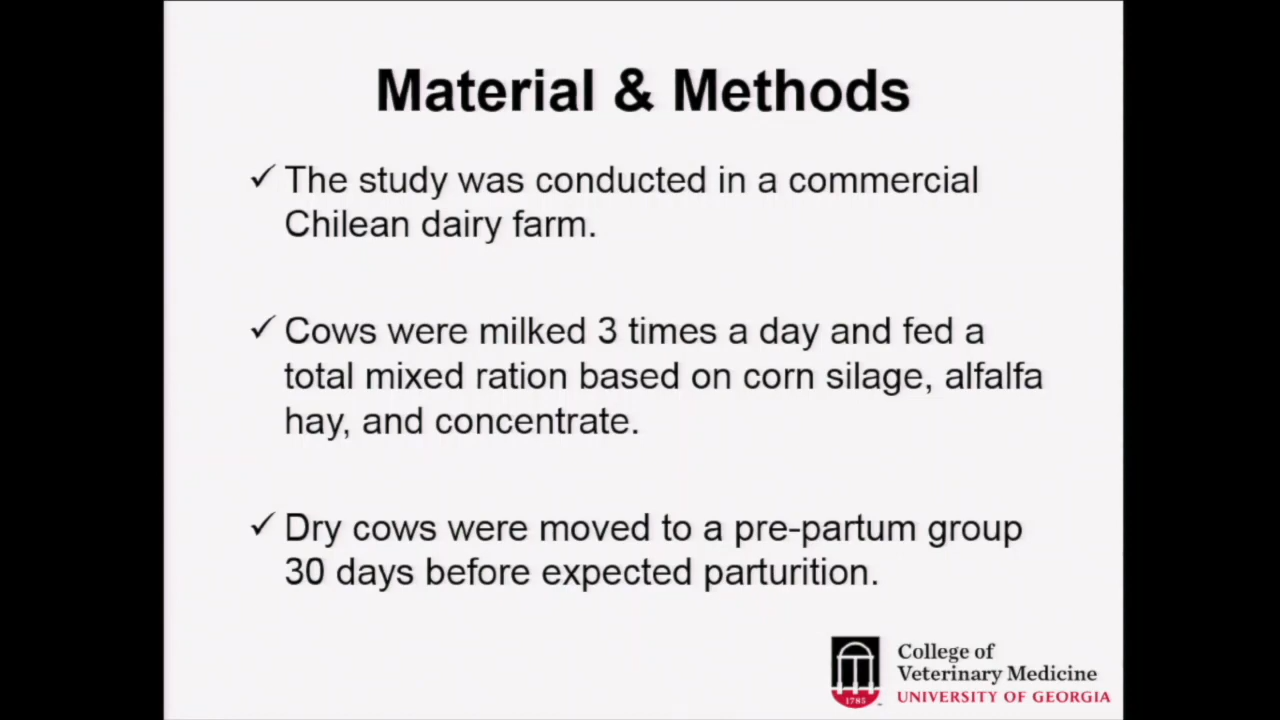 Material & Methods
✓ The study was conducted in a commercial
Chilean dairy farm.
✓ Cows were milked 3 times a day and fed a
total mixed ration based on corn silage, alfalfa
hay, and concentrate.
✓ Dry cows were moved to a pre-partum group
30 days before expected parturition.
College of
Veterinary Medicine
UNIVERSITY OF GEORGIA
1785